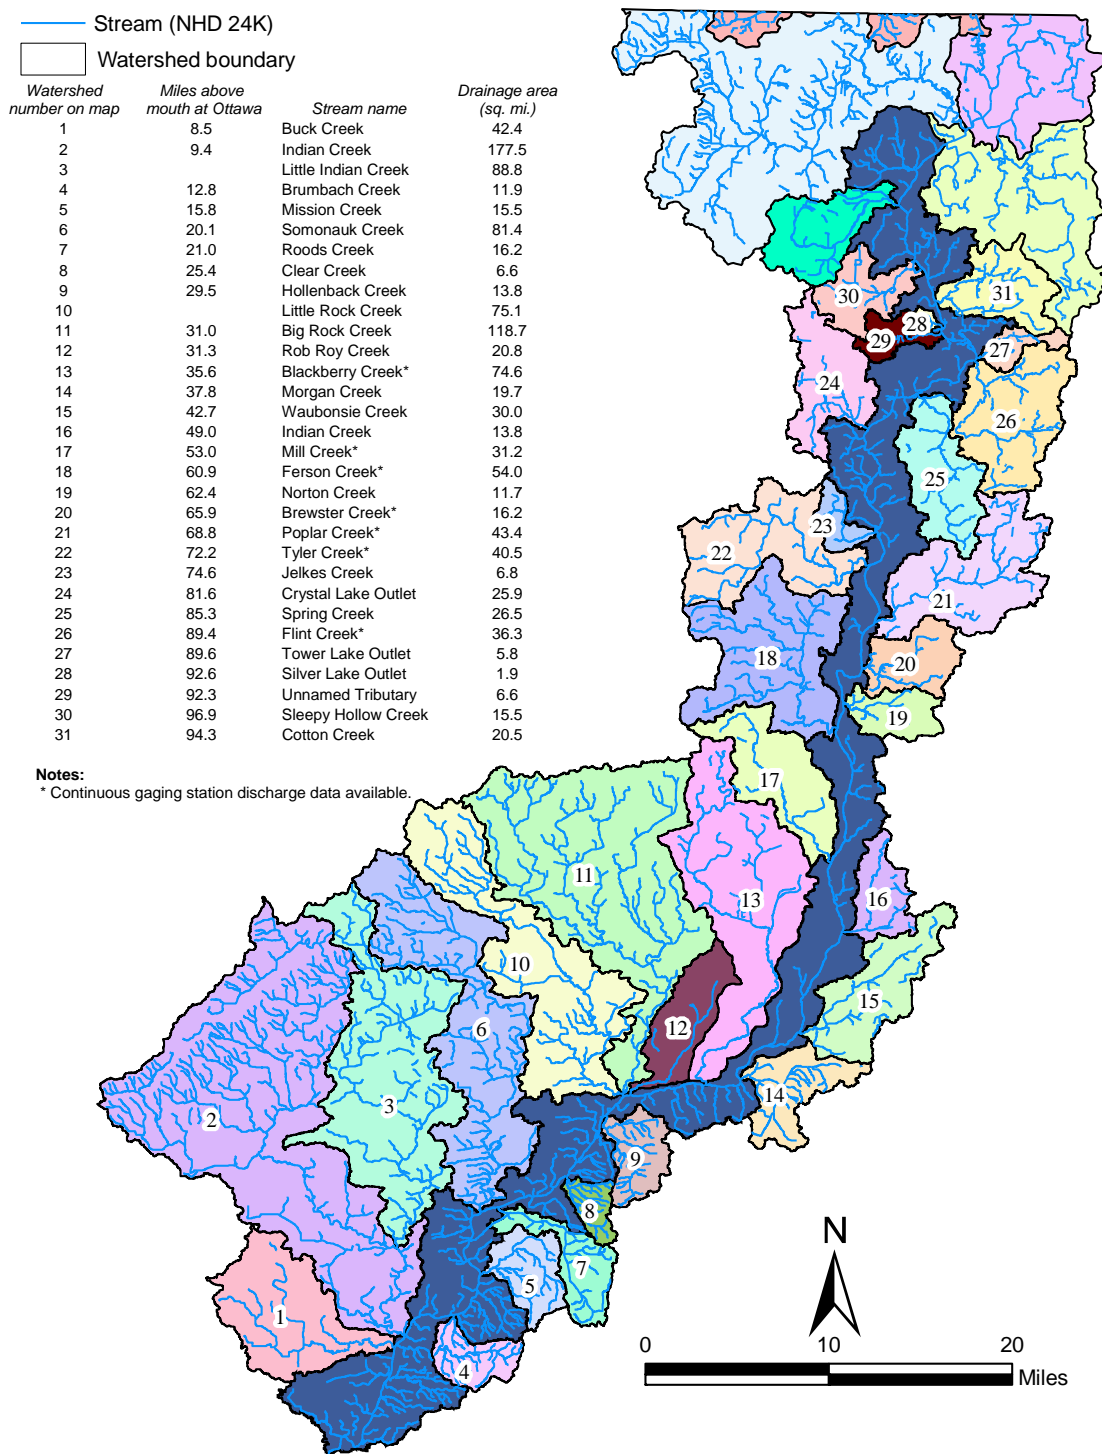 Stream (NHD 24K)
Watershed boundary
Watershed number on map Miles above mouth at Ottawa Stream name Drainage area (sq. mi.)
1 8.5 Buck Creek 42.4
2 9.4 Indian Creek 177.5
3 Little Indian Creek 88.8
4 12.8 Brumbach Creek 11.9
5 15.8 Mission Creek 15.5
6 20.1 Somonauk Creek 81.4
7 21.0 Roods Creek 16.2
8 25.4 Clear Creek 6.6
9 29.5 Hollenback Creek 13.8
10 Little Rock Creek 75.1
11 31.0 Big Rock Creek 118.7
12 31.3 Rob Roy Creek 20.8
13 35.6 Blackberry Creek* 74.6
14 37.8 Morgan Creek 19.7
15 42.7 Waubonsie Creek 30.0
16 49.0 Indian Creek 13.8
17 53.0 Mill Creek* 31.2
18 60.9 Ferson Creek* 54.0
19 62.4 Norton Creek 11.7
20 65.9 Brewster Creek* 16.2
21 68.8 Poplar Creek* 43.4
22 72.2 Tyler Creek* 40.5
23 74.6 Jelkes Creek 6.8
24 81.6 Crystal Lake Outlet 25.9
25 85.3 Spring Creek 26.5
26 89.4 Flint Creek* 36.3
27 89.6 Tower Lake Outlet 5.8
28 92.6 Silver Lake Outlet 1.9
29 92.3 Unnamed Tributary 6.6
30 96.9 Sleepy Hollow Creek 15.5
31 94.3 Cotton Creek 20.5
Notes:
* Continuous gaging station discharge data available.
30
31
28
29
27
24
26
25
23
22
21
18
20
19
17
11
13
16
10
15
12
6
14
3
2
9
8
7
5
1
4
N
0 10 20
Miles